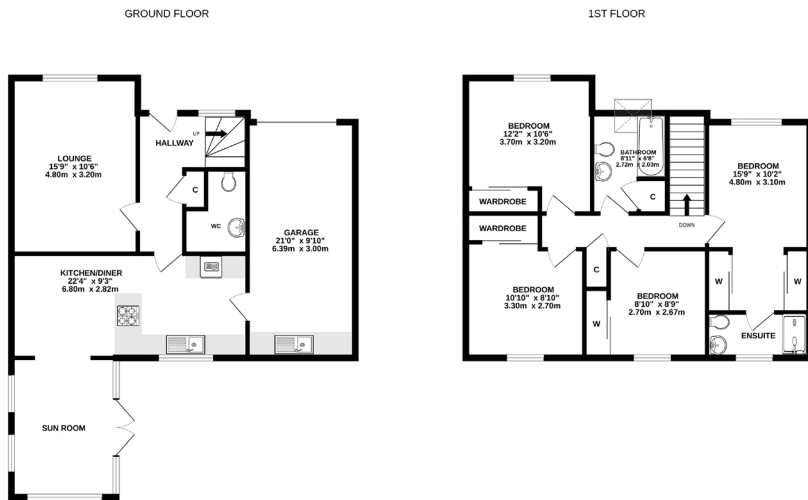 GROUND FLOOR
1ST FLOOR
LOUNGE
15'9" x 10'6"
4.80m x 3.20m
HALLWAY
UP
C
WC
GARAGE
21'0" x 9'10"
6.39m x 3.00m
KITCHEN/DINER
22'4" x 9'3"
6.80m x 2.82m
SUN ROOM
BEDROOM
12'2" x 10'6"
3.70m x 3.20m
WARDROBE
WARDROBE
BATHROOM
8'11" x 6'8"
2.72m x 2.03m
C
DOWN
BEDROOM
15'9" x 10'2"
4.80m x 3.10m
BEDROOM
10'10" x 8'10"
3.30m x 2.70m
C
W
BEDROOM
8'10" x 8'9"
2.70m x 2.67m
W
W
ENSUITE